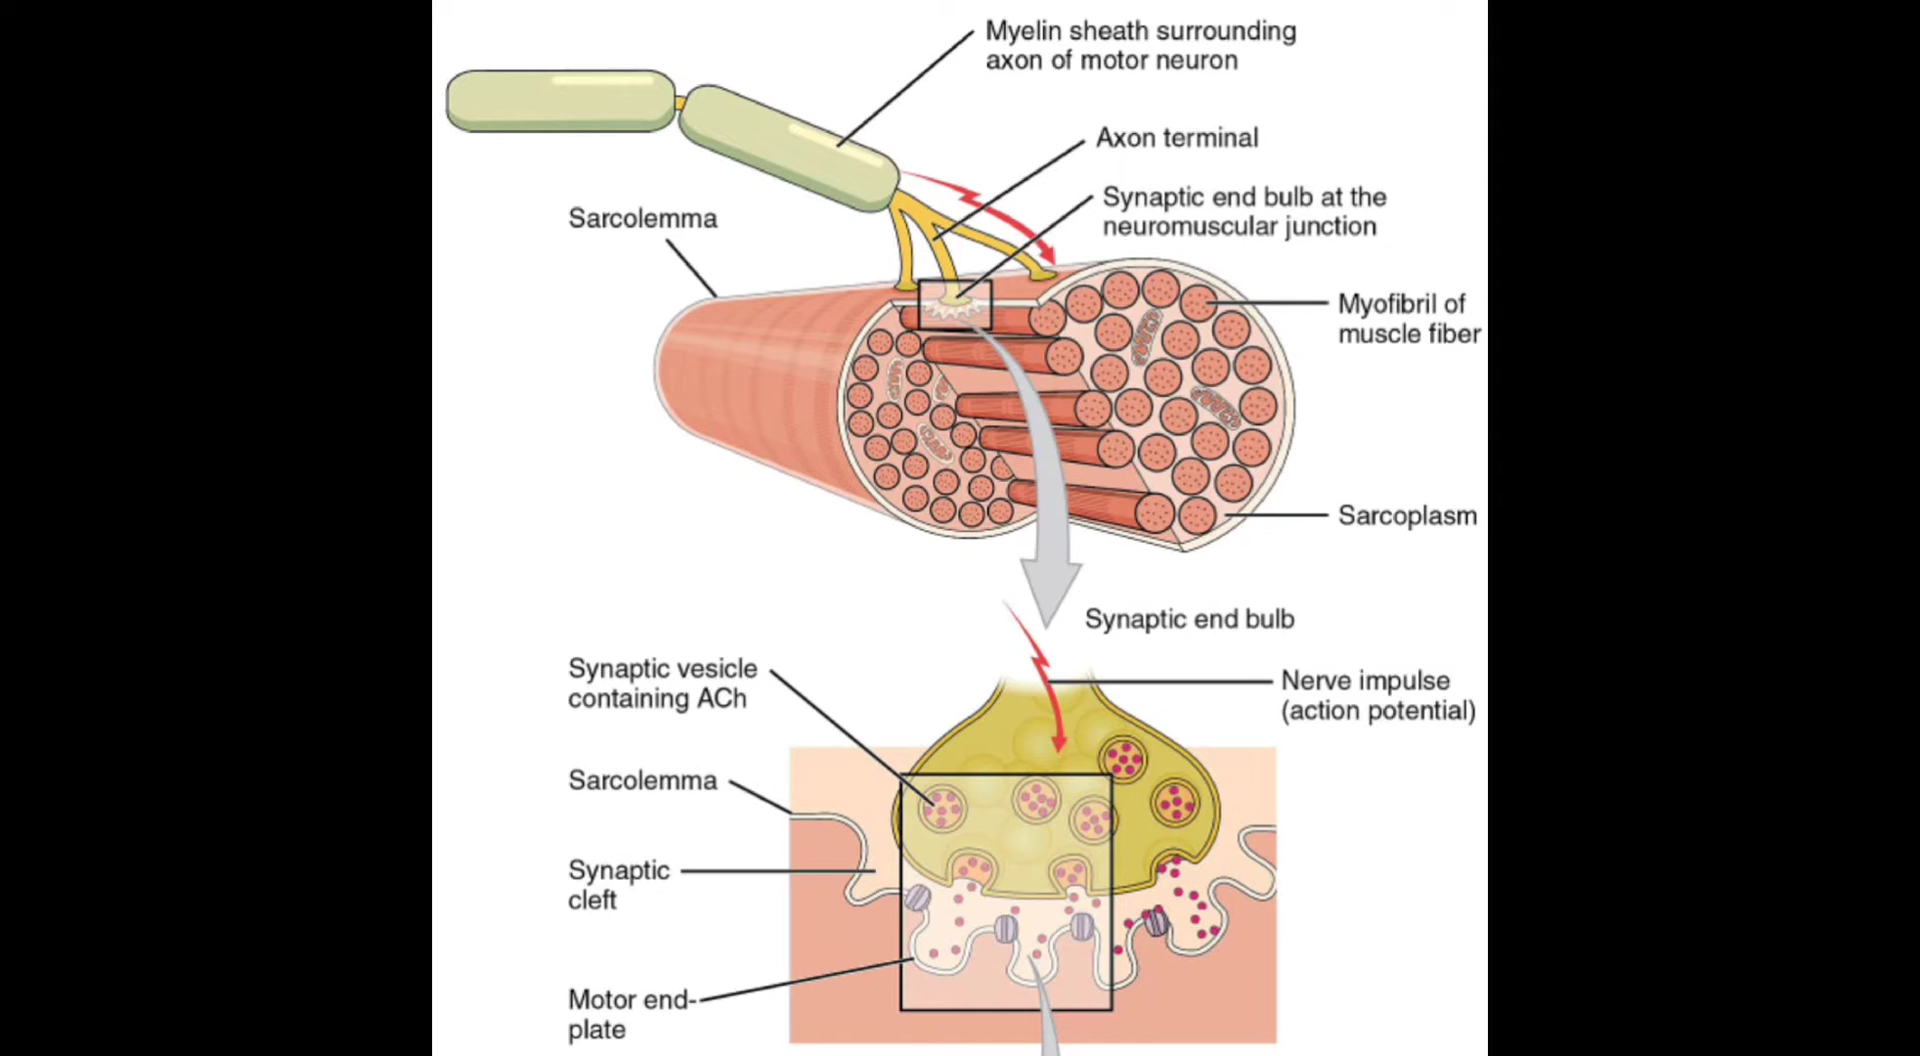 Myelin sheath surrounding
axon of motor neuron
Axon terminal
Synaptic end bulb at the
neuromuscular junction
Sarcolemma
Myofibril of
muscle fiber
Sarcoplasm
Synaptic end bulb
Synaptic vesicle
containing ACh
Nerve impulse
(action potential)
Sarcolemma
Synaptic
cleft
Motor end-
plate